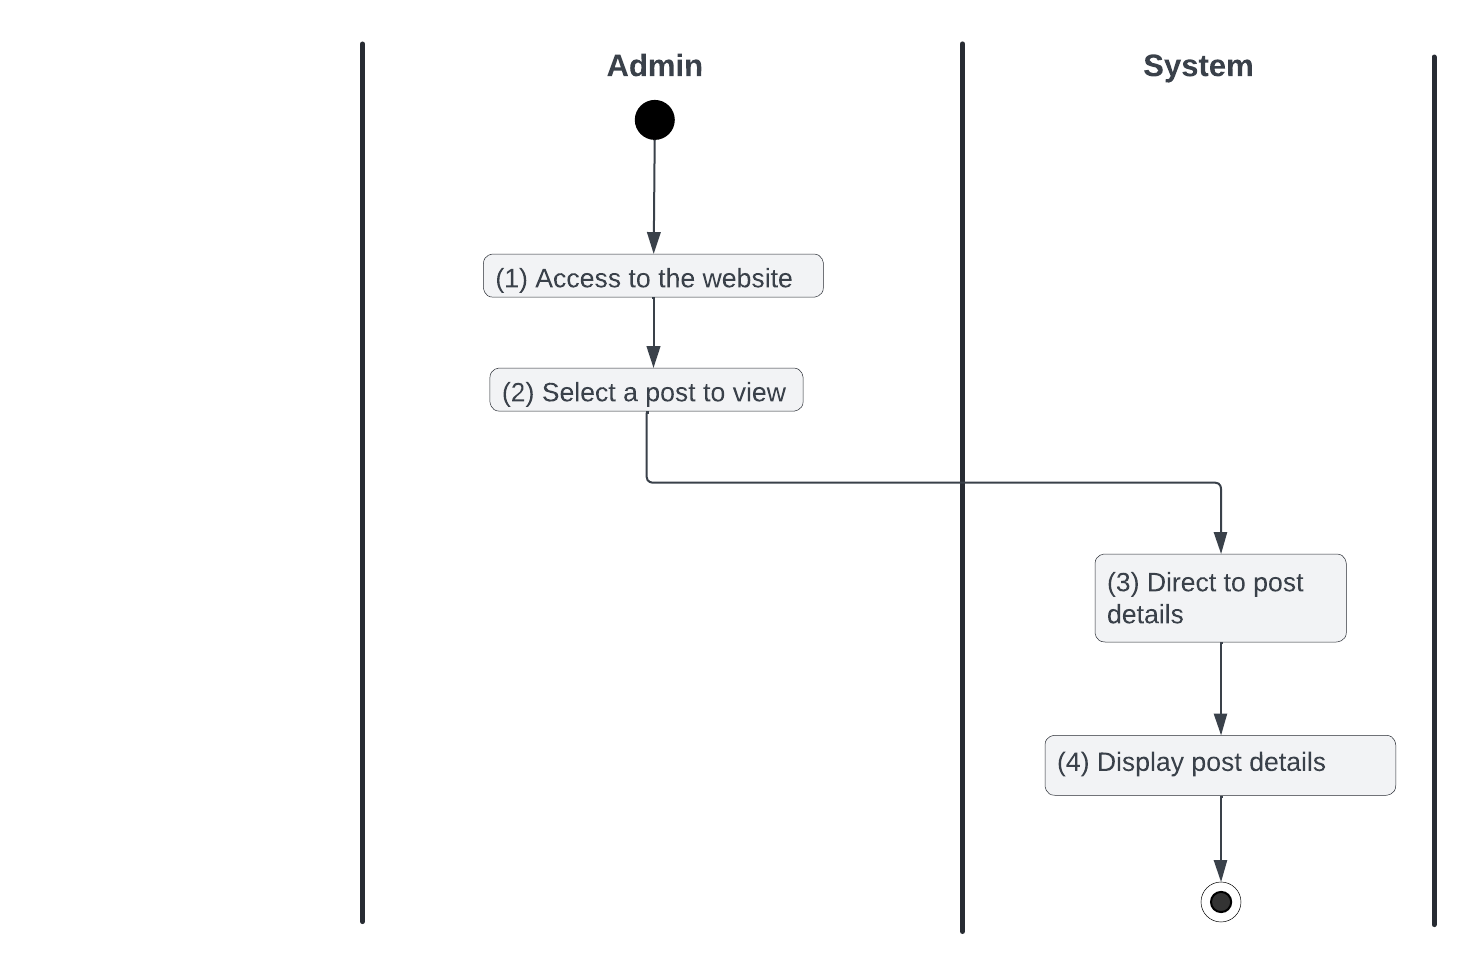 Admin
System
(1) Access to the website
(2) Select a post to view
(3) Direct to post
details
(4) Display post details